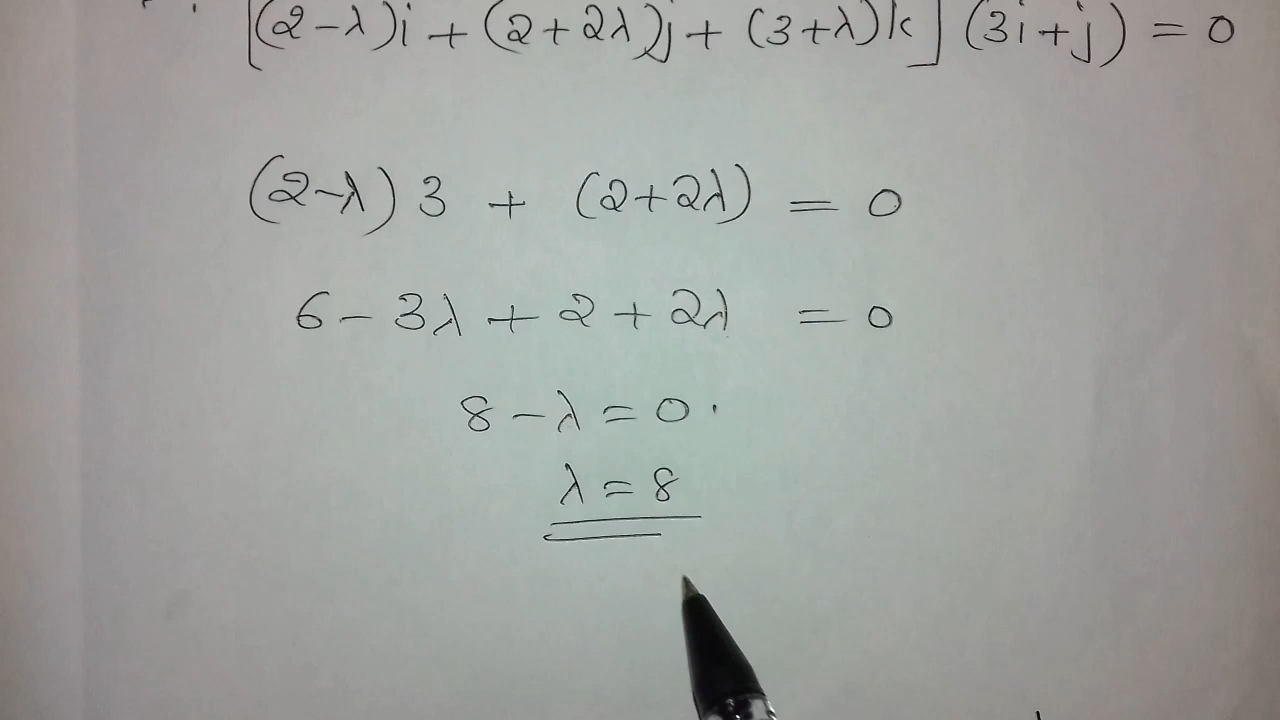 [(2-λ)i + (2+2λ)j + (3+λ)k] (3i+j) = 0
(2-λ) 3 + (2+2λ) = 0
6 - 3λ + 2 + 2λ = 0
8 - λ = 0.
λ = 8